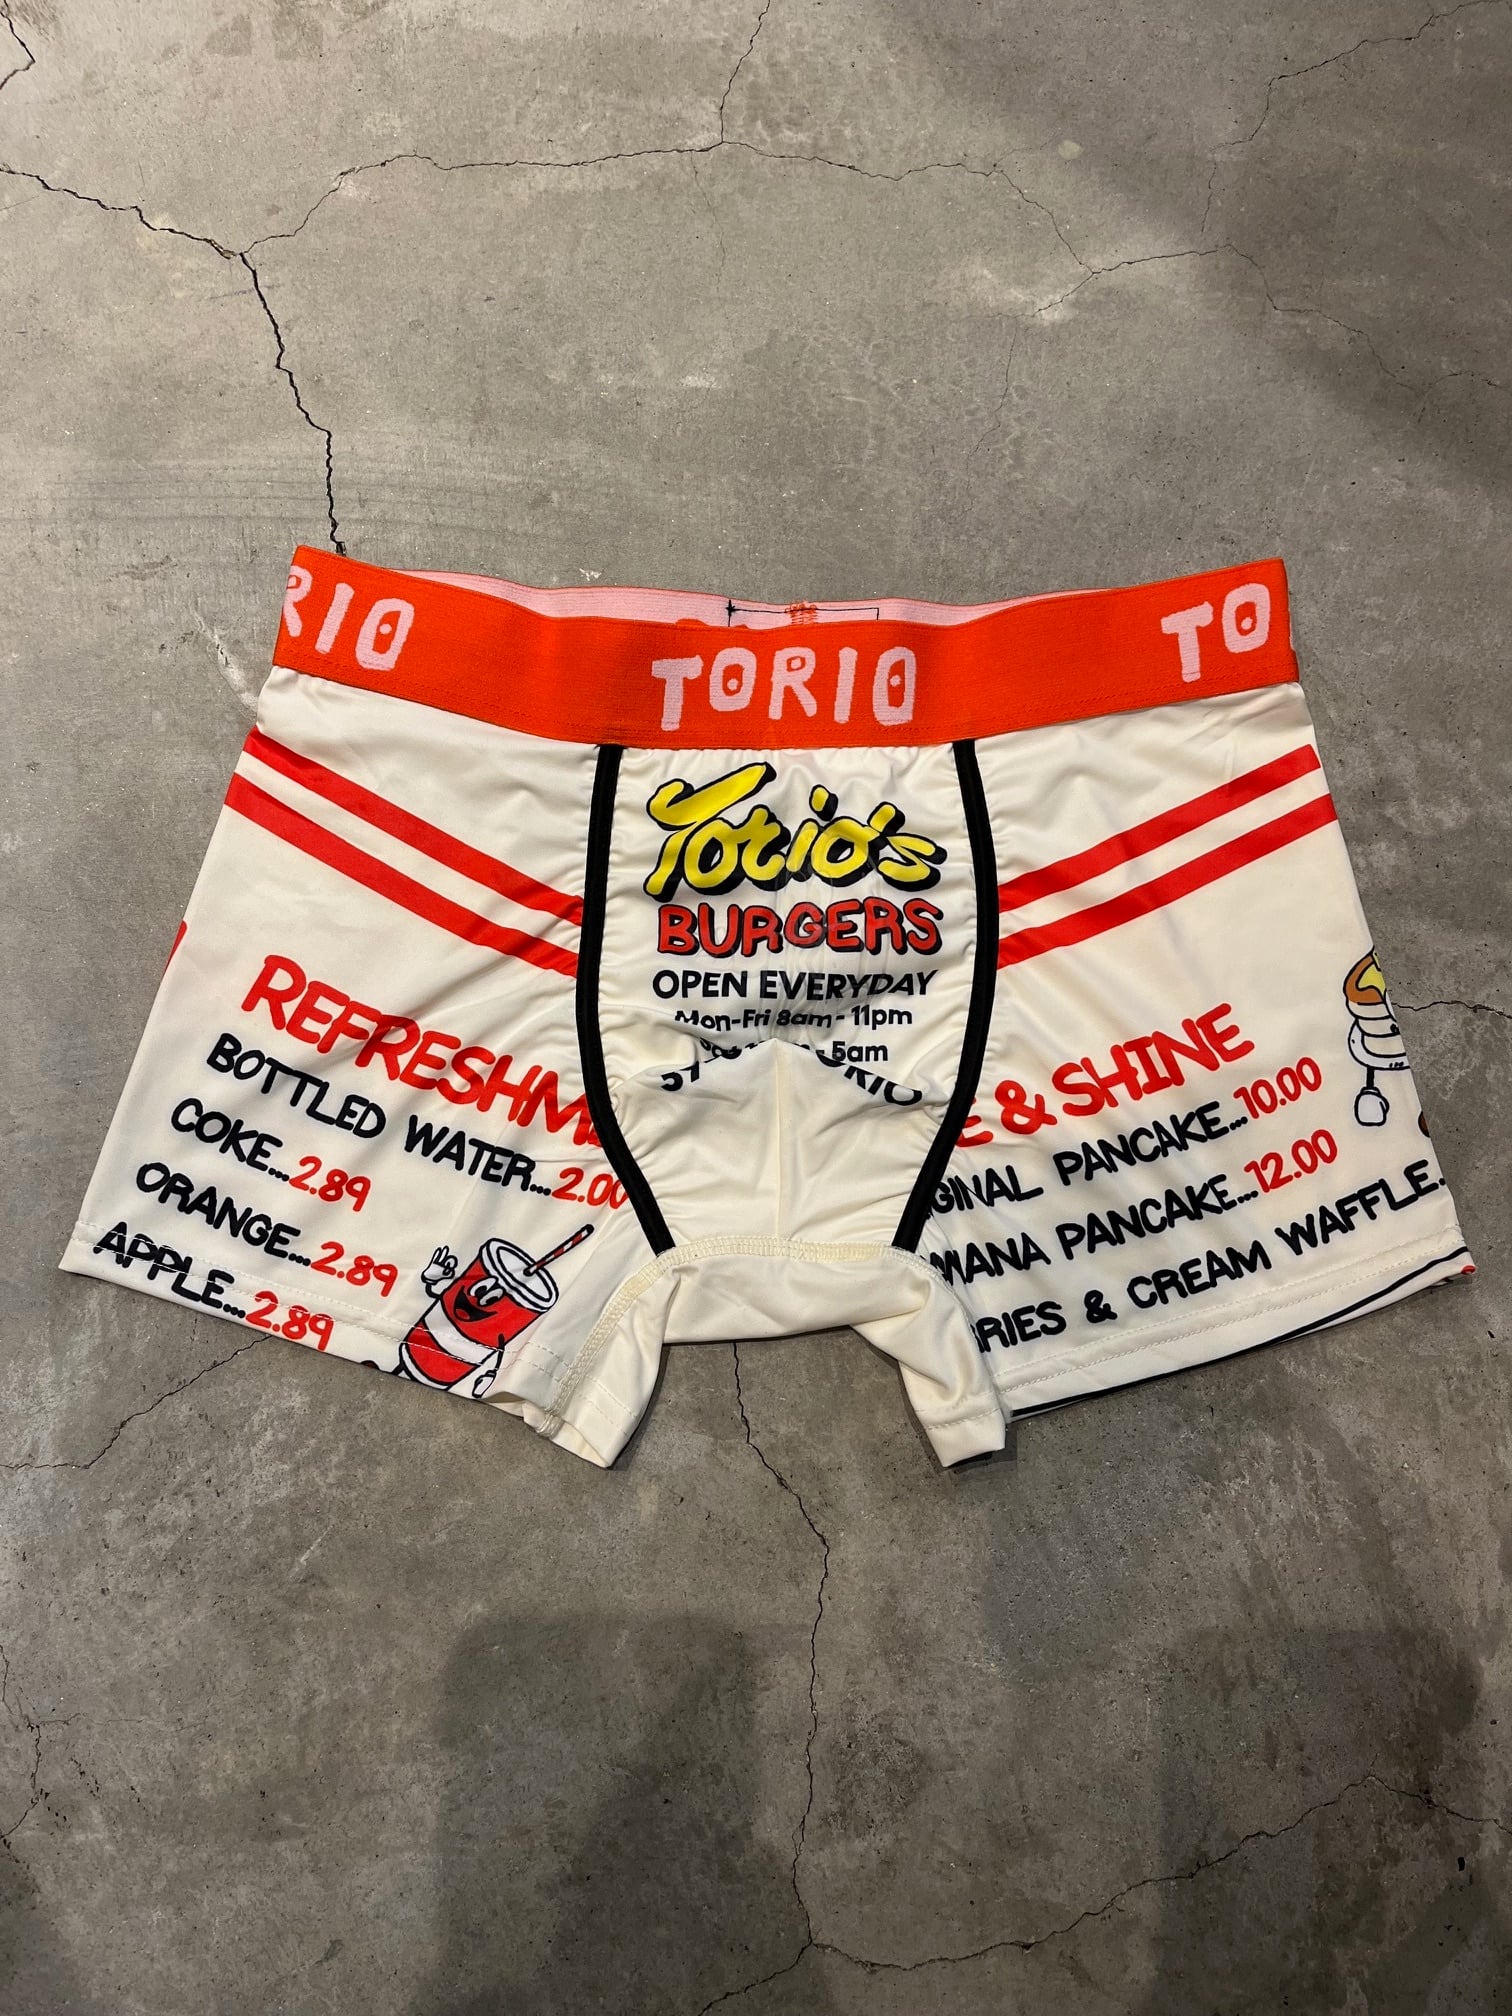 RIO
TORIO
TO
Torio's
BURGERS
OPEN EVERYDAY
Mon-Fri 8am - 11pm
5am
REFRESHM
BOTTLED WATER...2.00
COKE...2.89
ORANGE...2.89
APPLE...2.89
E & SHINE
GINAL PANCAKE...10.00
NANA PANCAKE...12.00
RRIES & CREAM WAFFLE.